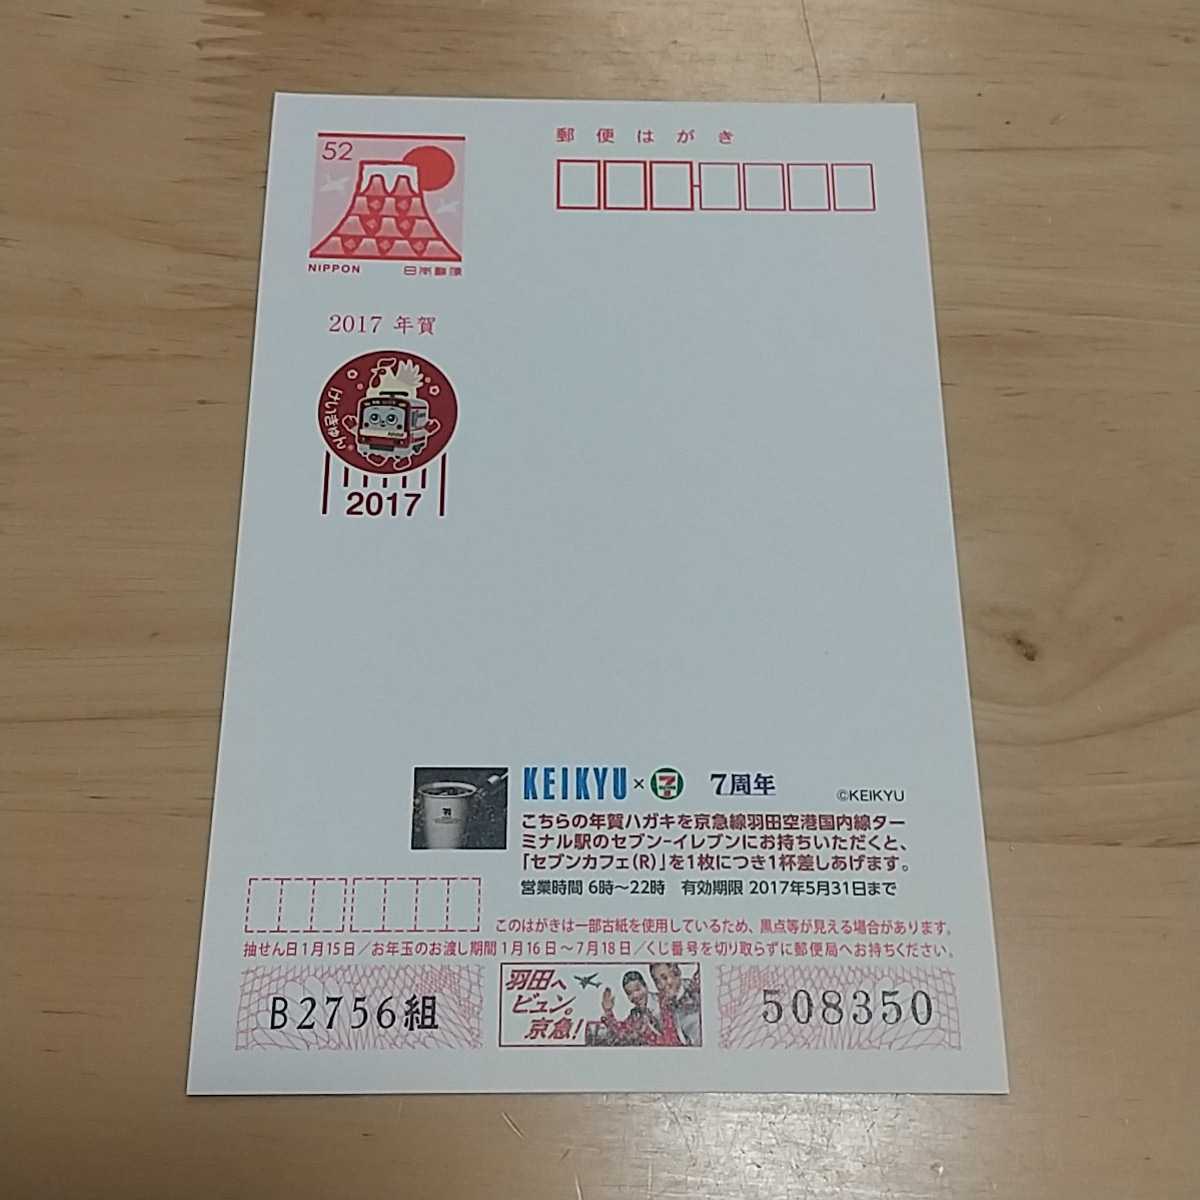 52
NIPPON 日本郵便
郵便はがき
2017 年賀
けいきゅん
2017
KEIKYU × 7 7周年 ©KEIKYU
こちらの年賀ハガキを京急線羽田空港国内線ター
ミナル駅のセブン-イレブンにお持ちいただくと、
「セブンカフェ(R)」を1枚につき1杯差しあげます。
営業時間 6時～22時 有効期限 2017年5月31日まで
このはがきは一部古紙を使用しているため、黒点等が見える場合があります。
抽せん日1月15日/お年玉のお渡し期間1月16日～7月18日/くじ番号を切り取らずに郵便局へお持ちください。
B2756組
羽田へ
ビュン。
京急!
508350